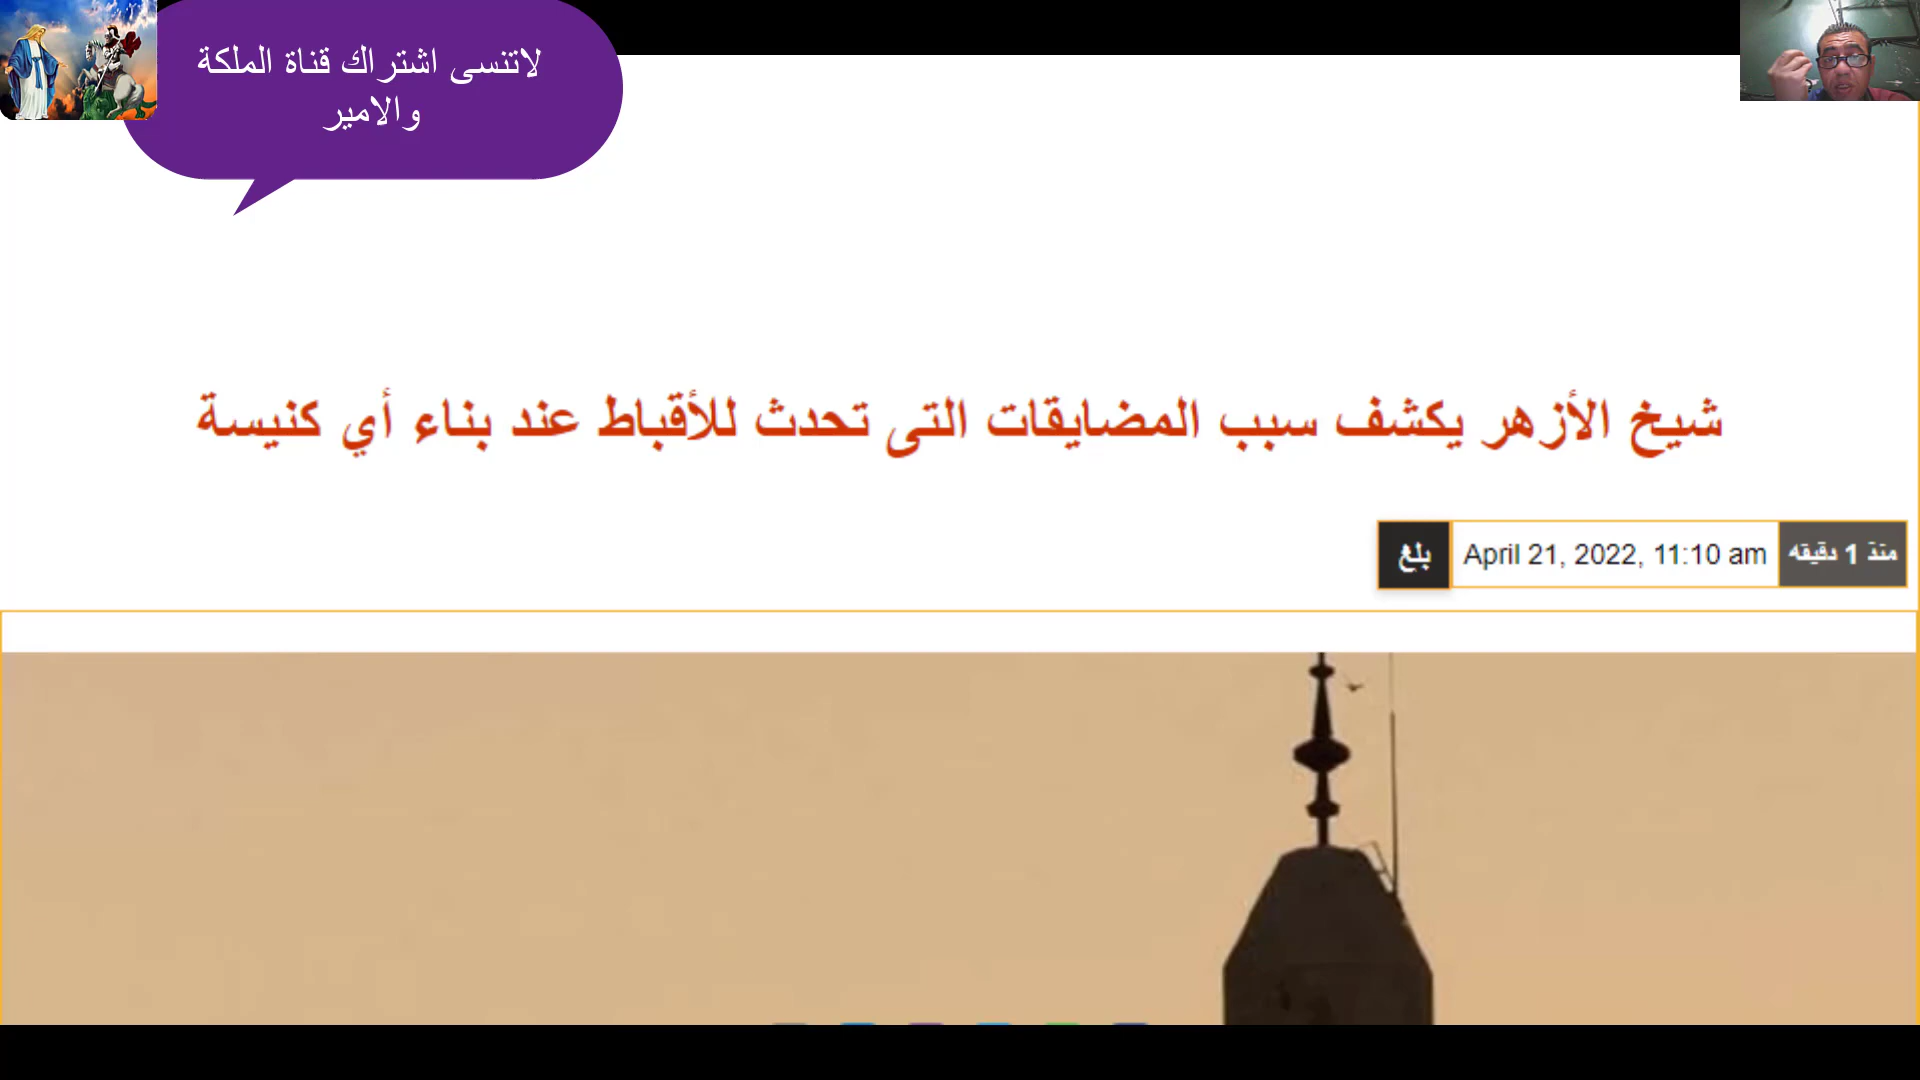 لاتنسى اشتراك قناة الملكة
والامير
شيخ الأزهر يكشف سبب المضايقات التى تحدث للأقباط عند بناء أي كنيسة
منذ 1 دقيقه April 21, 2022, 11:10 am بلغ